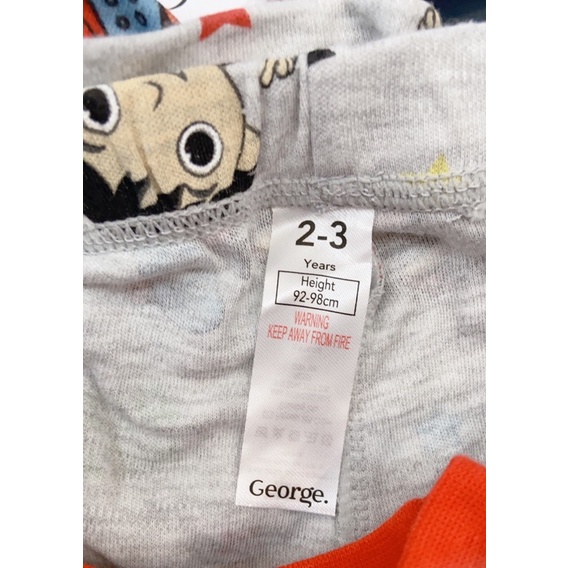 2-3
Years
Height
92-98cm
WARNING
KEEP AWAY FROM FIRE
George.